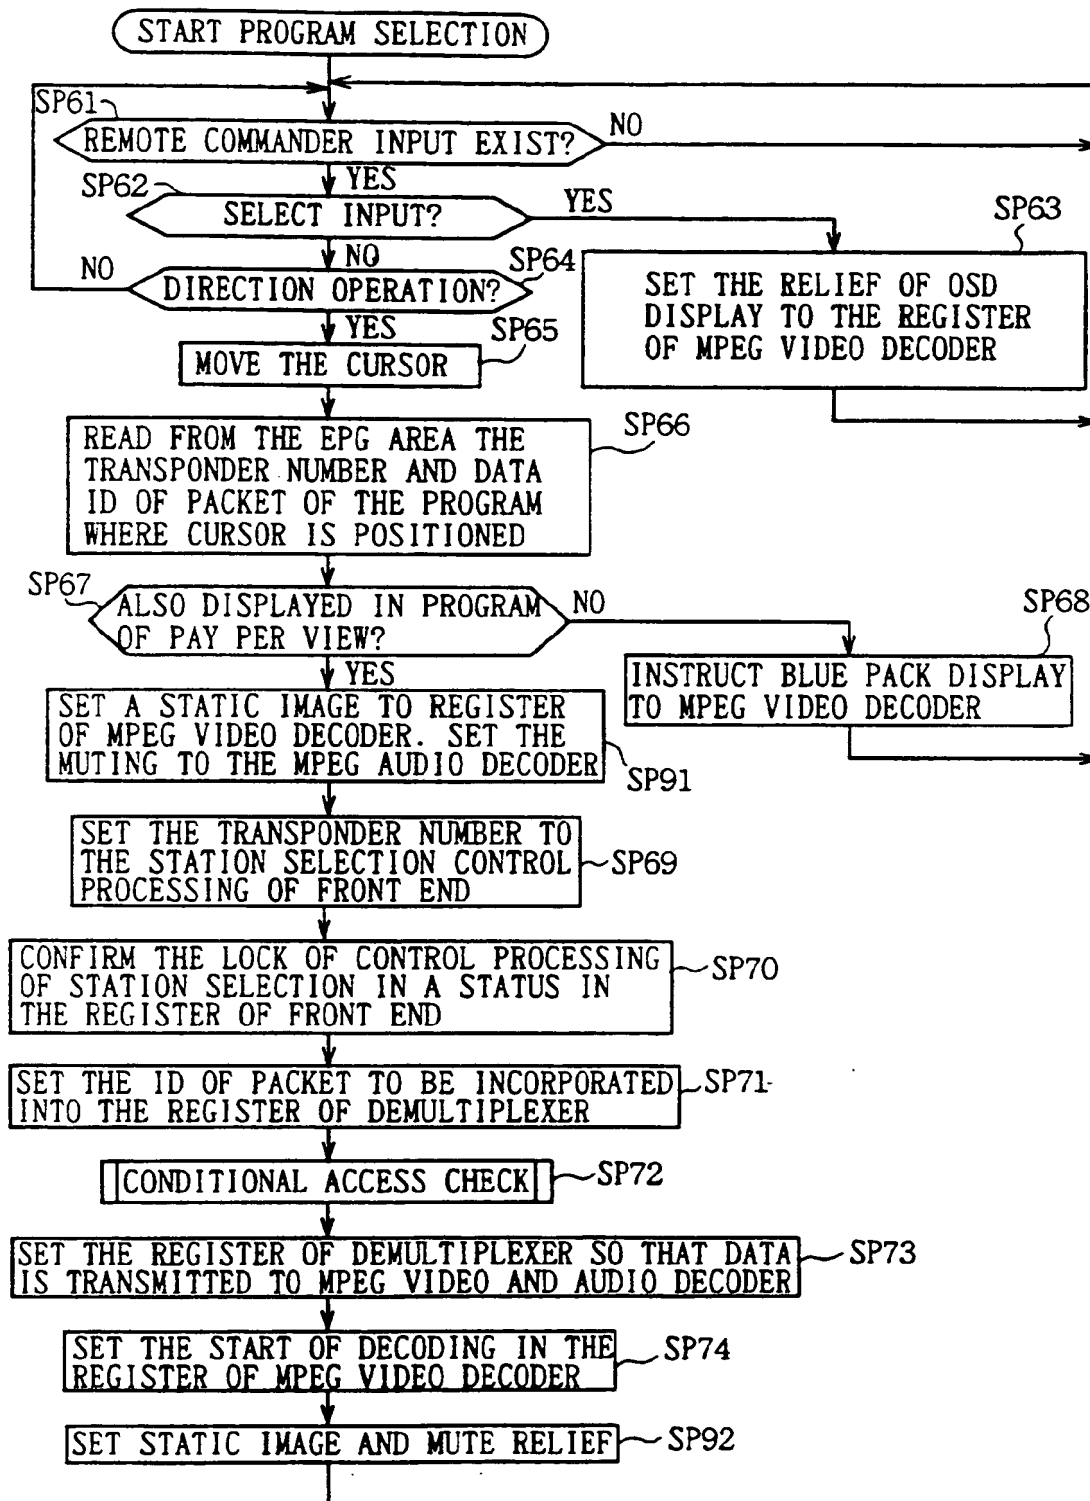 START PROGRAM SELECTION
SP61
REMOTE COMMANDER INPUT EXIST?
NO
YES
SP62
SELECT INPUT?
YES
SP63
SET THE RELIEF OF OSD
DISPLAY TO THE REGISTER
OF MPEG VIDEO DECODER
NO
NO
SP64
DIRECTION OPERATION?
YES
SP65
MOVE THE CURSOR
SP66
READ FROM THE EPG AREA THE
TRANSPONDER NUMBER AND DATA
ID OF PACKET OF THE PROGRAM
WHERE CURSOR IS POSITIONED
SP67
ALSO DISPLAYED IN PROGRAM
OF PAY PER VIEW?
NO
SP68
INSTRUCT BLUE PACK DISPLAY
TO MPEG VIDEO DECODER
YES
SET A STATIC IMAGE TO REGISTER
OF MPEG VIDEO DECODER. SET THE
MUTING TO THE MPEG AUDIO DECODER
SP91
SET THE TRANSPONDER NUMBER TO
THE STATION SELECTION CONTROL
PROCESSING OF FRONT END
SP69
CONFIRM THE LOCK OF CONTROL PROCESSING
OF STATION SELECTION IN A STATUS IN
THE REGISTER OF FRONT END
SP70
SET THE ID OF PACKET TO BE INCORPORATED
INTO THE REGISTER OF DEMULTIPLEXER
SP71
CONDITIONAL ACCESS CHECK
SP72
SET THE REGISTER OF DEMULTIPLEXER SO THAT DATA
IS TRANSMITTED TO MPEG VIDEO AND AUDIO DECODER
SP73
SET THE START OF DECODING IN THE
REGISTER OF MPEG VIDEO DECODER
SP74
SET STATIC IMAGE AND MUTE RELIEF
SP92